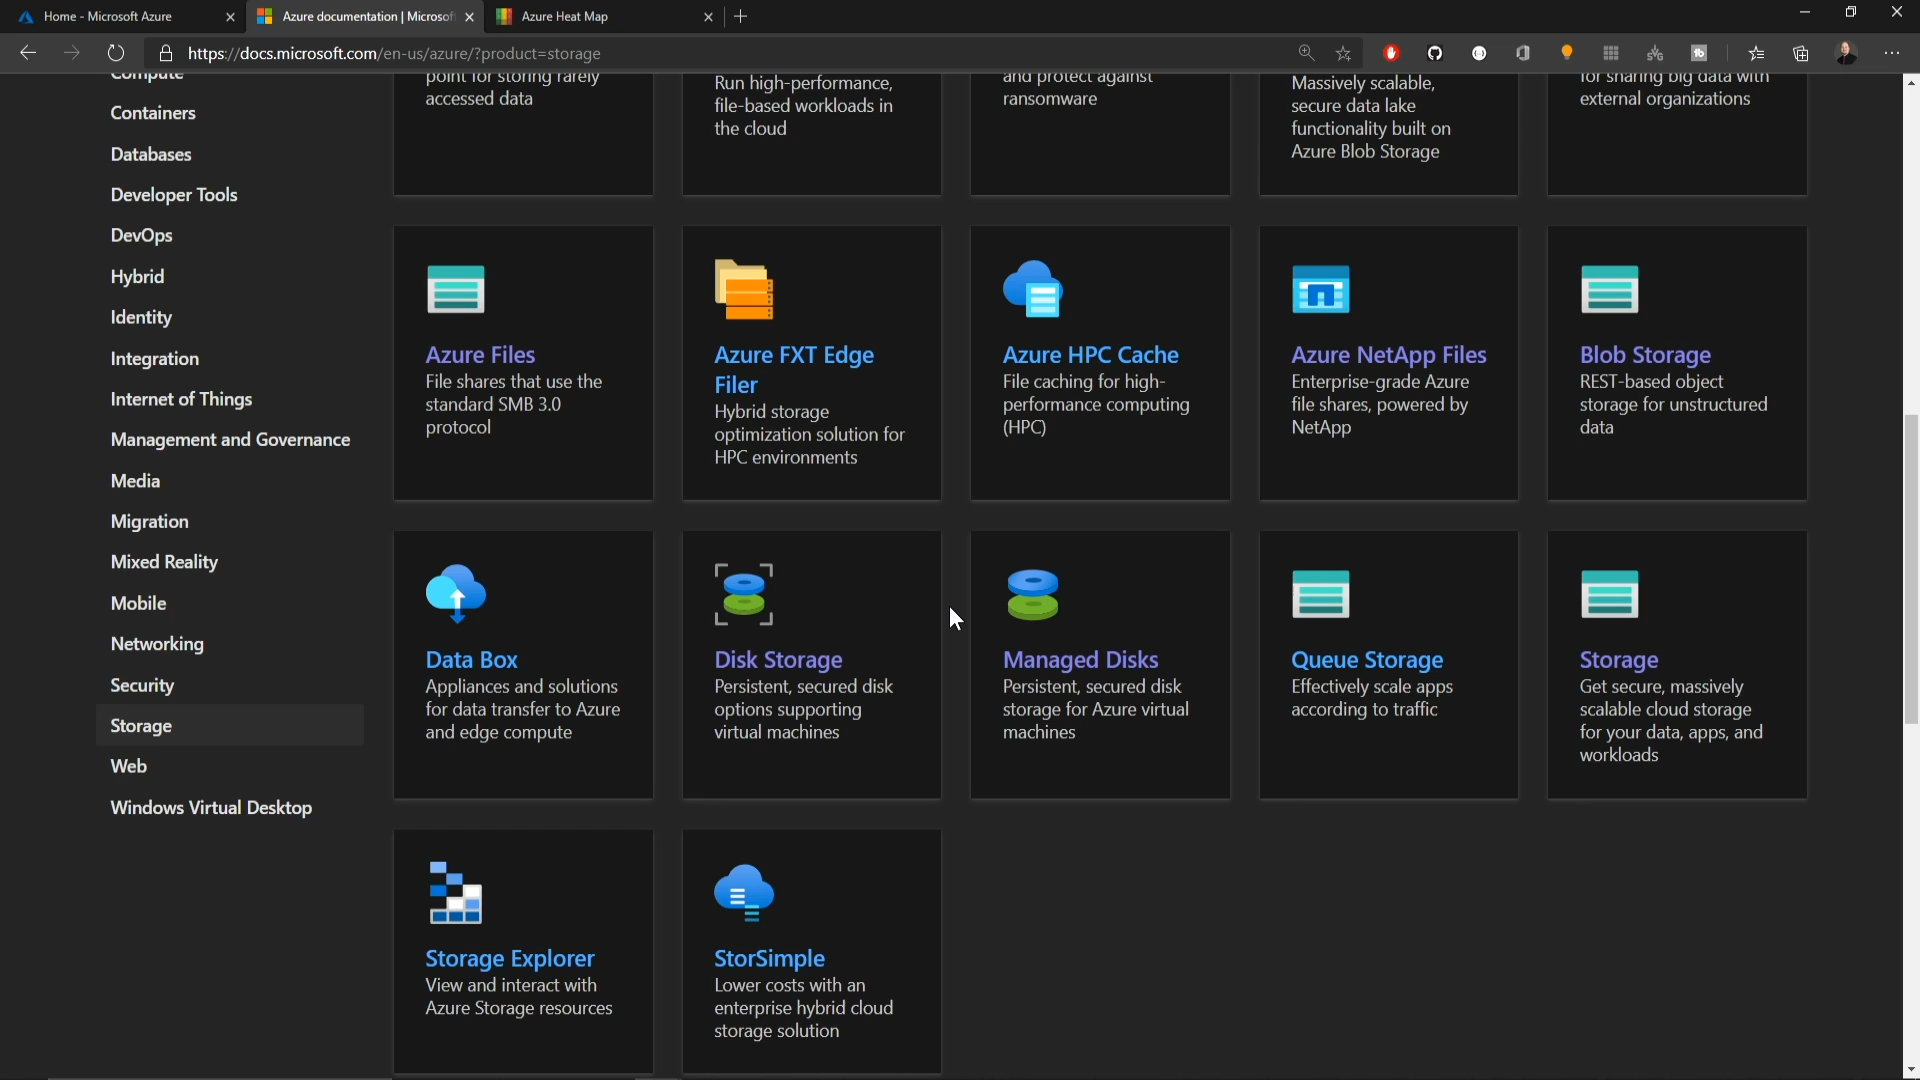 Home - Microsoft Azure
Azure documentation | Microsof
Azure Heat Map
https://docs.microsoft.com/en-us/azure/?product=storage
Compute
Containers
Databases
Developer Tools
DevOps
Hybrid
Identity
Integration
Internet of Things
Management and Governance
Media
Migration
Mixed Reality
Mobile
Networking
Security
Storage
Web
Windows Virtual Desktop
point for storing rarely
accessed data
Run high-performance,
file-based workloads in
the cloud
and protect against
ransomware
Massively scalable,
secure data lake
functionality built on
Azure Blob Storage
for sharing big data with
external organizations
Azure Files
File shares that use the
standard SMB 3.0
protocol
Azure FXT Edge
Filer
Hybrid storage
optimization solution for
HPC environments
Azure HPC Cache
File caching for high-
performance computing
(HPC)
Azure NetApp Files
Enterprise-grade Azure
file shares, powered by
NetApp
Blob Storage
REST-based object
storage for unstructured
data
Data Box
Appliances and solutions
for data transfer to Azure
and edge compute
Disk Storage
Persistent, secured disk
options supporting
virtual machines
Managed Disks
Persistent, secured disk
storage for Azure virtual
machines
Queue Storage
Effectively scale apps
according to traffic
Storage
Get secure, massively
scalable cloud storage
for your data, apps, and
workloads
Storage Explorer
View and interact with
Azure Storage resources
StorSimple
Lower costs with an
enterprise hybrid cloud
storage solution